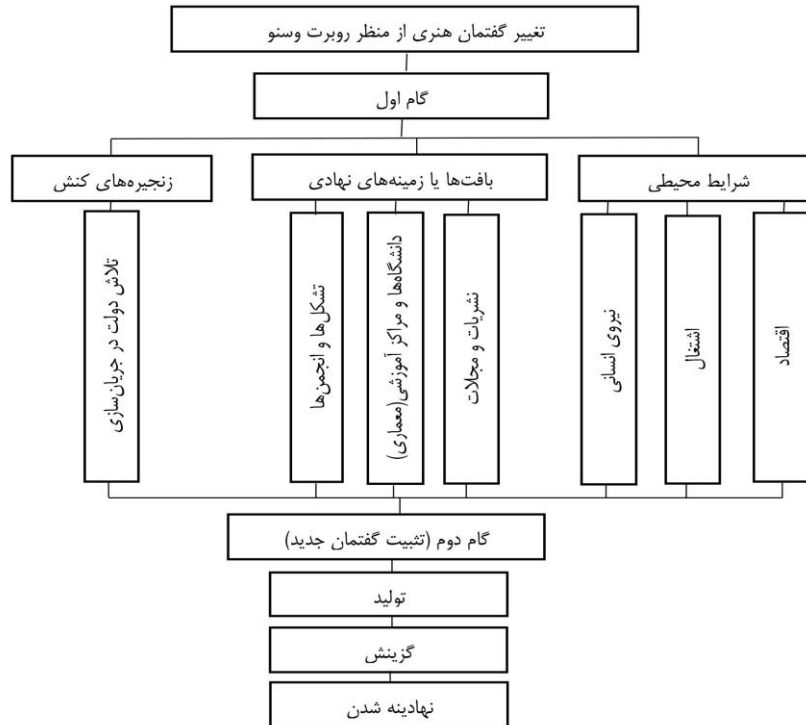 تغییر گفتمان هنری از منظر روبرت وسنو
گام اول
شرایط محیطی
بافت‌ها یا زمینه‌های نهادی
زنجیره‌های کنش
اقتصاد
اشتغال
نیروی انسانی
نشریات و مجلات
دانشگاه‌ها و مراکز آموزشی(معماری)
تشکل‌ها و انجمن‌ها
تلاش دولت در جریان‌سازی
گام دوم (تثبیت گفتمان جدید)
تولید
گزینش
نهادینه شدن